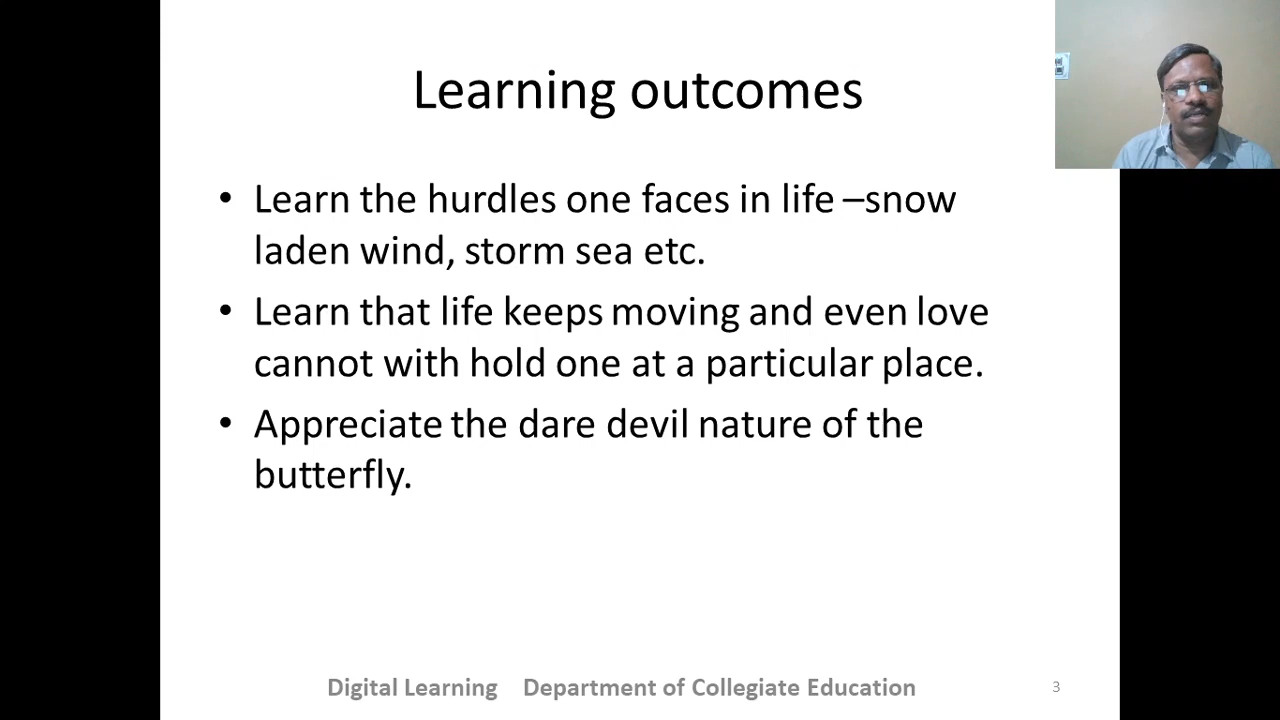 Learning outcomes
• Learn the hurdles one faces in life –snow
laden wind, storm sea etc.
• Learn that life keeps moving and even love
cannot with hold one at a particular place.
• Appreciate the dare devil nature of the
butterfly.
Digital Learning Department of Collegiate Education 3